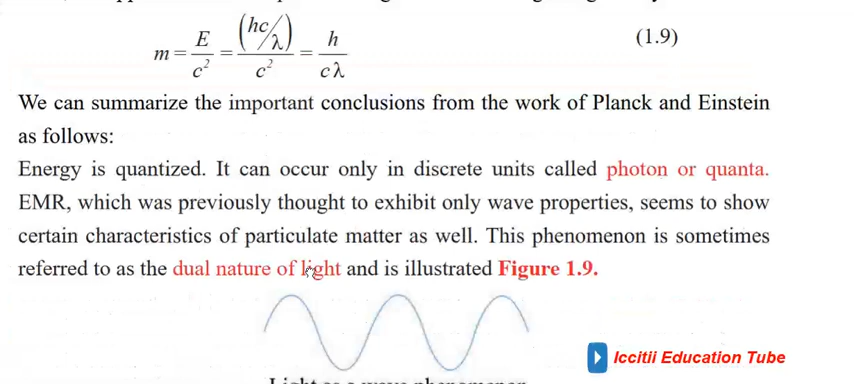 m = E/c² = (hc/λ)/c² = h/cλ (1.9)
We can summarize the important conclusions from the work of Planck and Einstein
as follows:
Energy is quantized. It can occur only in discrete units called photon or quanta.
EMR, which was previously thought to exhibit only wave properties, seems to show
certain characteristics of particulate matter as well. This phenomenon is sometimes
referred to as the dual nature of light and is illustrated Figure 1.9.
Iccitii Education Tube
Light as a wave phenomenon